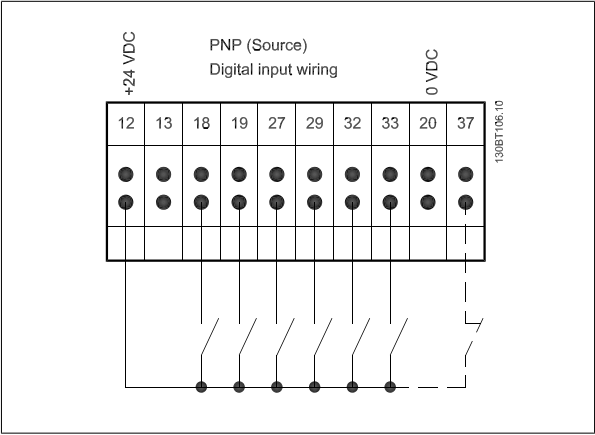 PNP (Source)
Digital input wiring
+24 VDC
0 VDC
12 13 18 19 27 29 32 33 20 37
130BT106.10